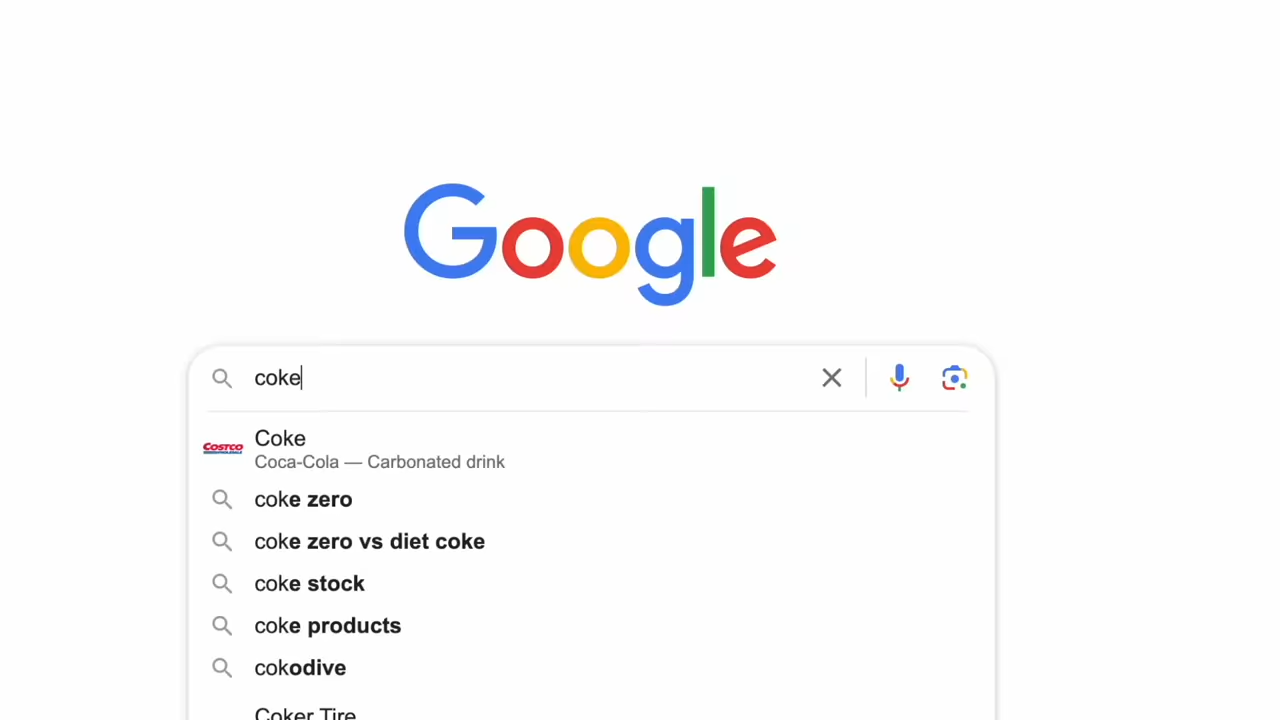 Google
coke
COSTCO
Coke
Coca-Cola — Carbonated drink
coke zero
coke zero vs diet coke
coke stock
coke products
cokodive
Coker Tire